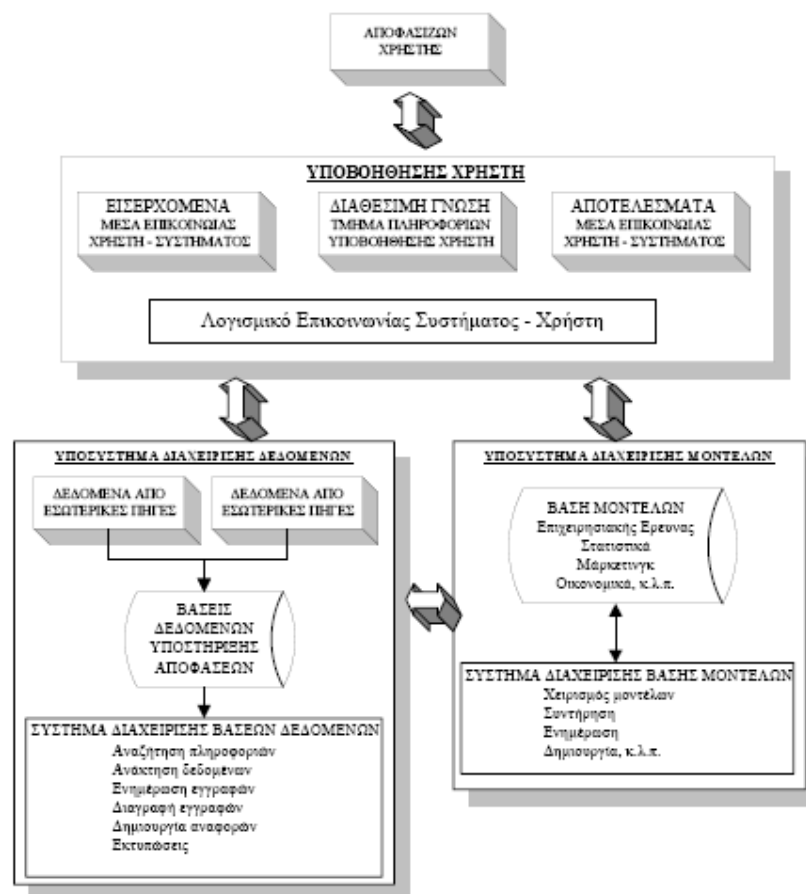 ΑΠΟΦΑΣΙΖΩΝ
ΧΡΗΣΤΗΣ
ΥΠΟΒΟΗΘΗΣΗΣ ΧΡΗΣΤΗ
ΕΙΣΕΡΧΟΜΕΝΑ
ΜΕΣΑ ΕΠΙΚΟΙΝΩΙΑΣ
ΧΡΗΣΤΗ - ΣΥΣΤΗΜΑΤΟΣ
ΔΙΑΘΕΣΙΜΗ ΓΝΩΣΗ
ΤΜΗΜΑ ΠΛΗΡΟΦΟΡΙΩΝ
ΥΠΟΒΟΗΘΗΣΗΣ ΧΡΗΣΤΗ
ΑΠΟΤΕΛΕΣΜΑΤΑ
ΜΕΣΑ ΕΠΙΚΟΙΝΩΙΑΣ
ΧΡΗΣΤΗ - ΣΥΣΤΗΜΑΤΟΣ
Λογισμικό Επικοινωνίας Συστήματος - Χρήστη
ΥΠΟΣΥΣΤΗΜΑ ΔΙΑΧΕΙΡΙΣΗΣ ΔΕΔΟΜΕΝΩΝ
ΔΕΔΟΜΕΝΑ ΑΠΟ
ΕΣΩΤΕΡΙΚΕΣ ΠΗΓΕΣ
ΔΕΔΟΜΕΝΑ ΑΠΟ
ΕΣΩΤΕΡΙΚΕΣ ΠΗΓΕΣ
ΒΑΣΕΙΣ
ΔΕΔΟΜΕΝΩΝ
ΥΠΟΣΤΗΡΙΞΗΣ
ΑΠΟΦΑΣΕΩΝ
ΣΥΣΤΗΜΑ ΔΙΑΧΕΙΡΙΣΗΣ ΒΑΣΕΩΝ ΔΕΔΟΜΕΝΩΝ
Αναζήτηση πληροφοριών
Ανάκτηση δεδομένων
Ενημέρωση εγγραφών
Διαγραφή εγγραφών
Δημιουργία αναφορών
Εκτυπώσεις
ΥΠΟΣΥΣΤΗΜΑ ΔΙΑΧΕΙΡΙΣΗΣ ΜΟΝΤΕΛΩΝ
ΒΑΣΗ ΜΟΝΤΕΛΩΝ
Επιχειρησιακής Ερευνας
Στατιστικά
Μάρκετινγκ
Οικονομικά, κ.λ.π.
ΣΥΣΤΗΜΑ ΔΙΑΧΕΙΡΙΣΗΣ ΒΑΣΗΣ ΜΟΝΤΕΛΩΝ
Χειρισμός μοντέλων
Συντήρηση
Ενημέρωση
Δημιουργία, κ.λ.π.